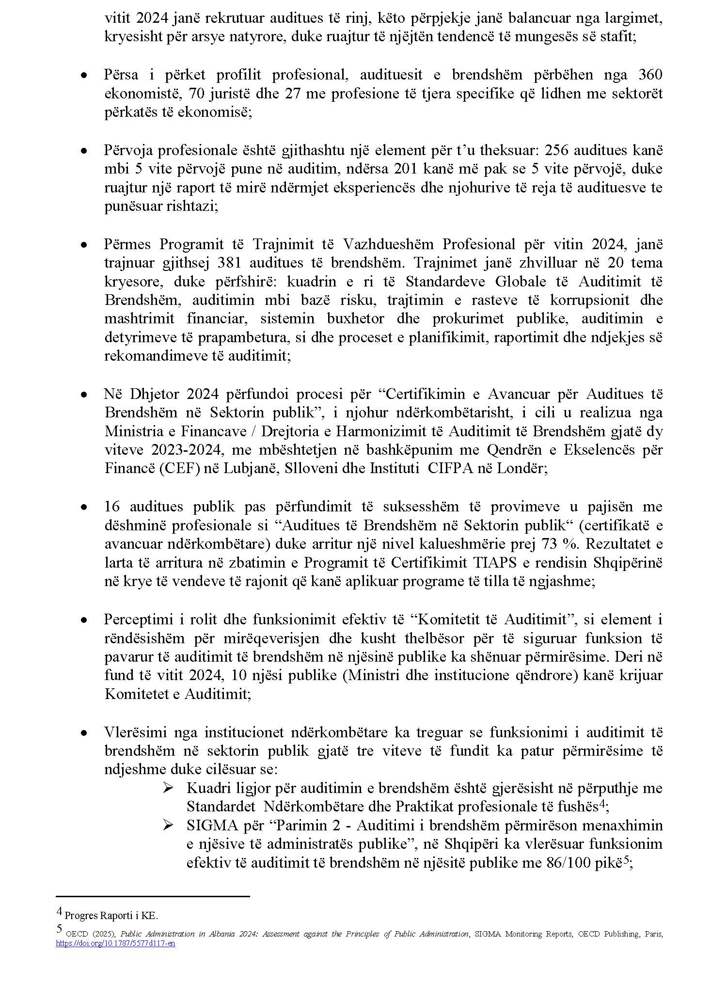 vitit 2024 janë rekrutuar auditues të rinj, këto përpjekje janë balancuar nga largimet,
kryesisht për arsye natyrore, duke ruajtur të njëjtën tendencë të mungesës së stafit;
• Përsa i përket profilit profesional, audituesit e brendshëm përbëhen nga 360
ekonomistë, 70 juristë dhe 27 me profesione të tjera specifike që lidhen me sektorët
përkatës të ekonomisë;
• Përvoja profesionale është gjithashtu një element për t’u theksuar: 256 auditues kanë
mbi 5 vite përvojë pune në auditim, ndërsa 201 kanë më pak se 5 vite përvojë, duke
ruajtur një raport të mirë ndërmjet eksperiencës dhe njohurive të reja të audituesve te
punësuar rishtazi;
• Përmes Programit të Trajnimit të Vazhdueshëm Profesional për vitin 2024, janë
trajnuar gjithsej 381 auditues të brendshëm. Trajnimet janë zhvilluar në 20 tema
kryesore, duke përfshirë: kuadrin e ri të Standardeve Globale të Auditimit të
Brendshëm, auditimin mbi bazë risku, trajtimin e rasteve të korrupsionit dhe
mashtrimit financiar, sistemin buxhetor dhe prokurimet publike, auditimin e
detyrimeve të prapambetura, si dhe proceset e planifikimit, raportimit dhe ndjekjes së
rekomandimeve të auditimit;
• Në Dhjetor 2024 përfundoi procesi për “Certifikimin e Avancuar për Auditues të
Brendshëm në Sektorin publik”, i njohur ndërkombëtarisht, i cili u realizua nga
Ministria e Financave / Drejtoria e Harmonizimit të Auditimit të Brendshëm gjatë dy
viteve 2023-2024, me mbështetjen në bashkëpunim me Qendrën e Ekselencës për
Financë (CEF) në Lubjanë, Slloveni dhe Instituti  CIFPA në Londër;
• 16 auditues publik pas përfundimit të suksesshëm të provimeve u pajisën me
dëshminë profesionale si “Auditues të Brendshëm në Sektorin publik“ (certifikatë e
avancuar ndërkombëtare) duke arritur një nivel kalueshmërie prej 73 %. Rezultatet e
larta të arritura në zbatimin e Programit të Certifikimit TIAPS e rendisin Shqipërinë
në krye të vendeve të rajonit që kanë aplikuar programe të tilla të ngjashme;
• Perceptimi i rolit dhe funksionimit efektiv të “Komitetit të Auditimit”, si element i
rëndësishëm për mirëqeverisjen dhe kusht thelbësor për të siguruar funksion të
pavarur të auditimit të brendshëm në njësinë publike ka shënuar përmirësime. Deri në
fund të vitit 2024, 10 njësi publike (Ministri dhe institucione qëndrore) kanë krijuar
Komitetet e Auditimit;
• Vlerësimi nga institucionet ndërkombëtare ka treguar se funksionimi i auditimit të
brendshëm në sektorin publik gjatë tre viteve të fundit ka patur përmirësime të
ndjeshme duke cilësuar se:
➢ Kuadri ligjor për auditimin e brendshëm është gjerësisht në përputhje me
Standardet  Ndërkombëtare dhe Praktikat profesionale të fushës4;
➢ SIGMA për “Parimin 2 - Auditimi i brendshëm përmirëson menaxhimin
e njësive të administratës publike”, në Shqipëri ka vlerësuar funksionim
efektiv të auditimit të brendshëm në njësitë publike me 86/100 pikë5;
4 Progres Raporti i KE.
5 OECD (2025), Public Administration in Albania 2024: Assessment against the Principles of Public Administration, SIGMA Monitoring Reports, OECD Publishing, Paris,
https://doi.org/10.1787/5577d117-en